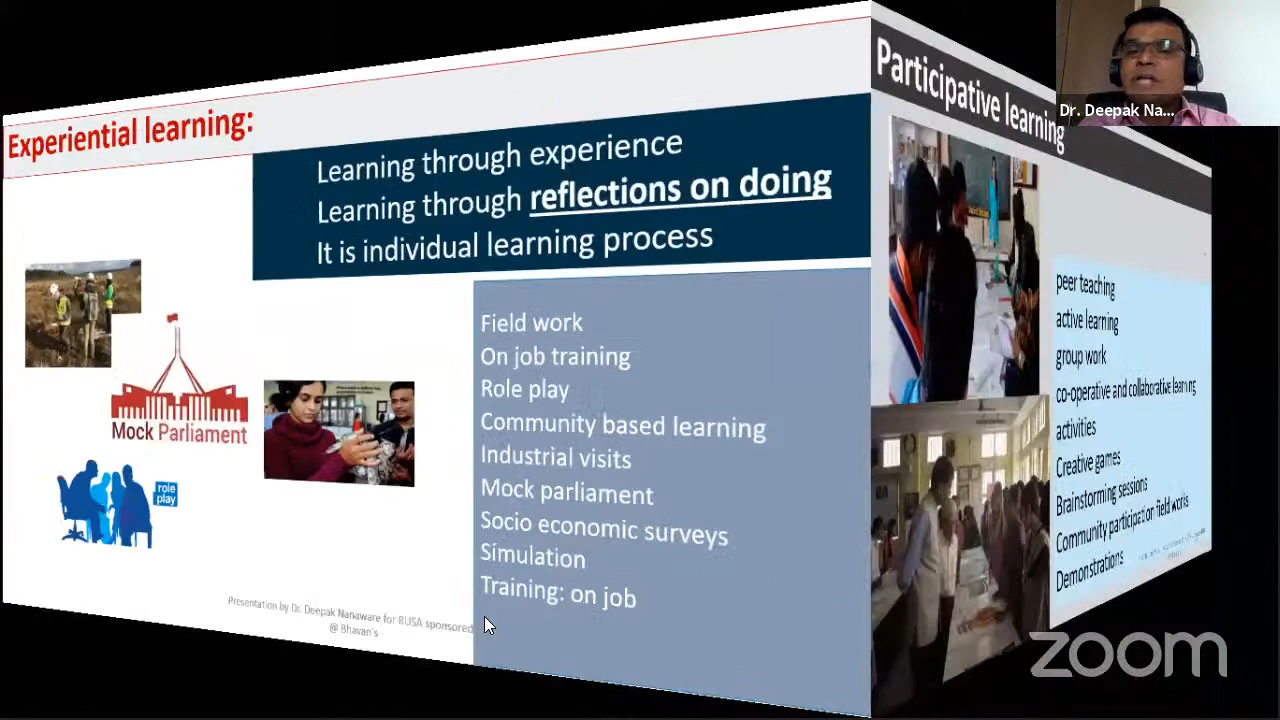 Experiential learning:
Learning through experience
Learning through reflections on doing
It is individual learning process
Field work
On job training
Role play
Community based learning
Industrial visits
Mock parliament
Socio economic surveys
Simulation
Training: on job
Mock Parliament
role
play
Presentation by Dr. Deepak Nanaware for RUSA sponsored
@ Bhavan's
Participative learning
peer teaching
active learning
group work
co-operative and collaborative learning
activities
Creative games
Brainstorming sessions
Community participation field works
Demonstrations
Dr. Deepak Na...
zoom